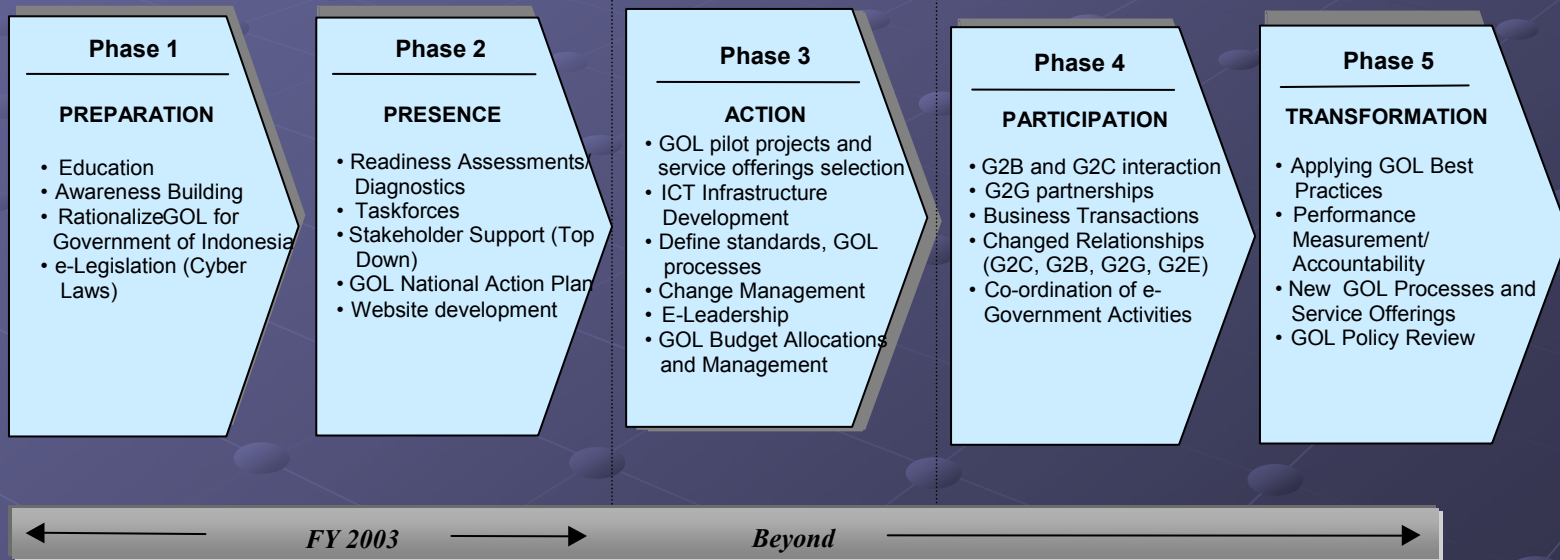 Phase 1
PREPARATION
• Education
• Awareness Building
• RationalizeGOL for
Government of Indonesia
• e-Legislation (Cyber
Laws)
Phase 2
PRESENCE
• Readiness Assessments/
Diagnostics
• Taskforces
• Stakeholder Support (Top
Down)
• GOL National Action Plan
• Website development
Phase 3
ACTION
• GOL pilot projects and
service offerings selection
• ICT Infrastructure
Development
• Define standards, GOL
processes
• Change Management
• E-Leadership
• GOL Budget Allocations
and Management
Phase 4
PARTICIPATION
• G2B and G2C interaction
• G2G partnerships
• Business Transactions
• Changed Relationships
(G2C, G2B, G2G, G2E)
• Co-ordination of e-
Government Activities
Phase 5
TRANSFORMATION
• Applying GOL Best
Practices
• Performance
Measurement/
Accountability
• New GOL Processes and
Service Offerings
• GOL Policy Review
FY 2003
Beyond